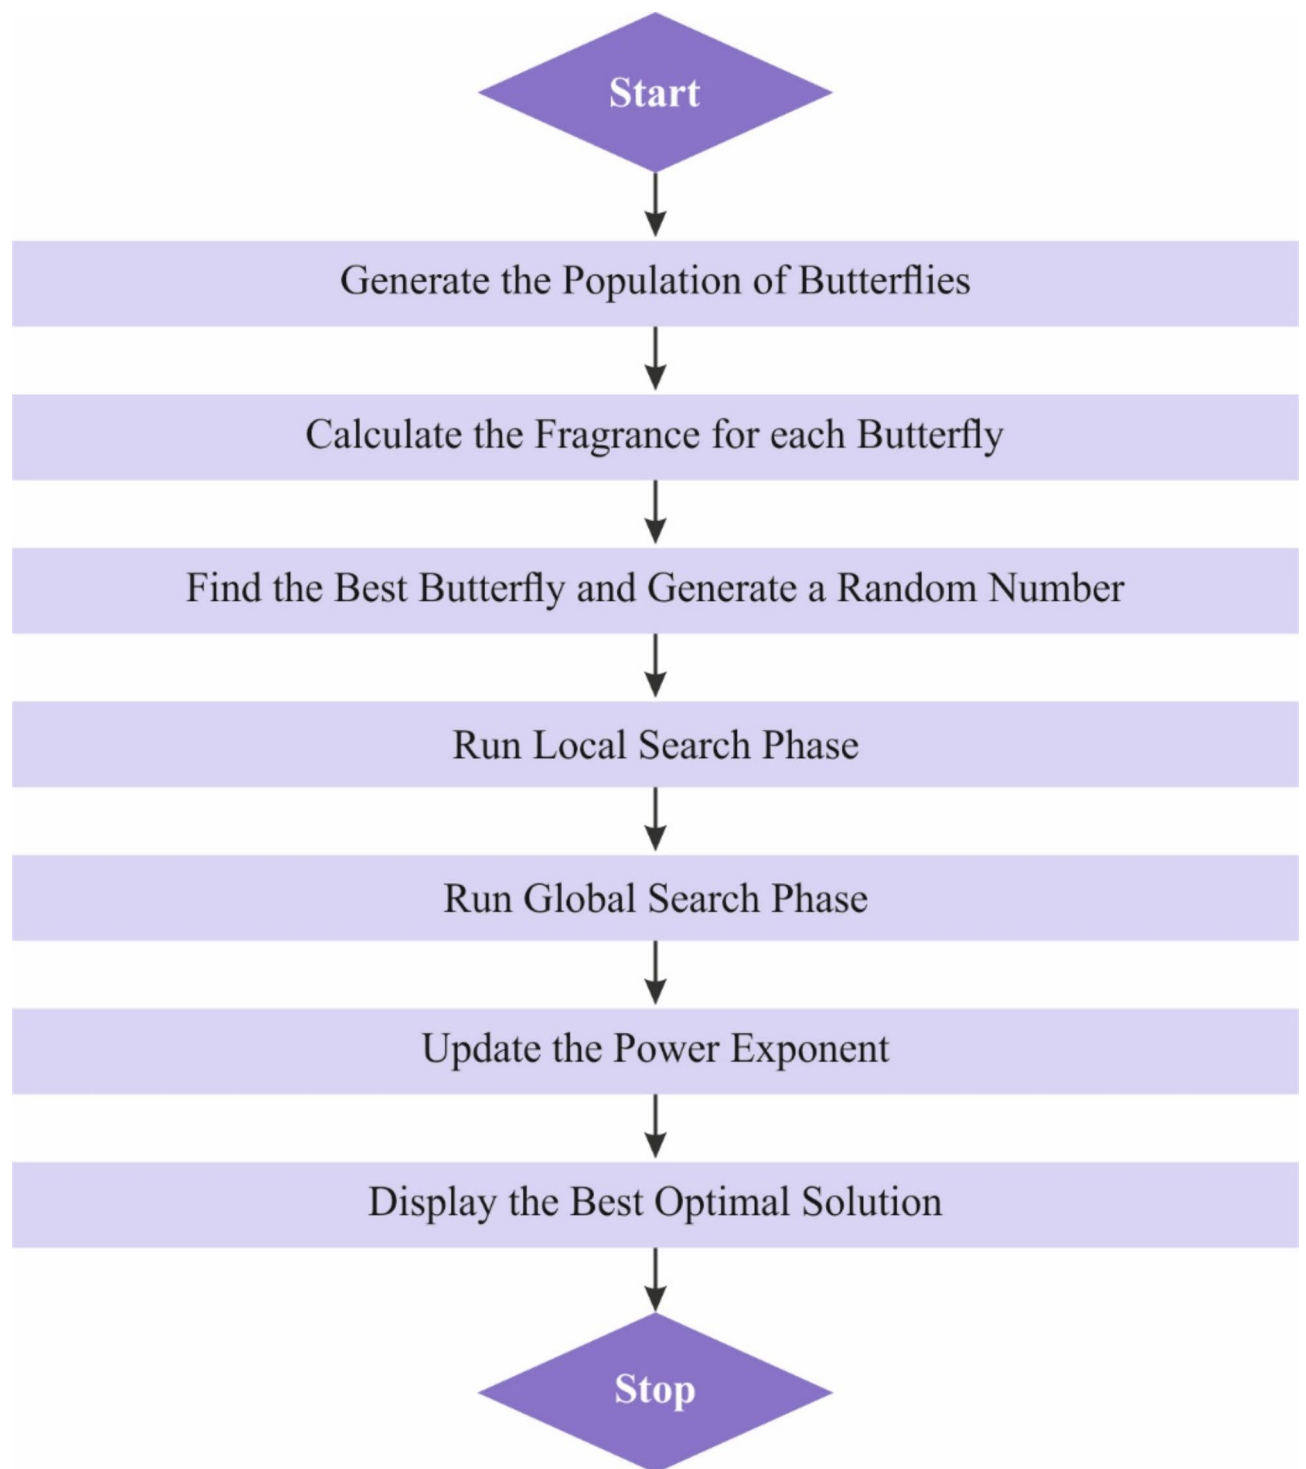 Start
Generate the Population of Butterflies
Calculate the Fragrance for each Butterfly
Find the Best Butterfly and Generate a Random Number
Run Local Search Phase
Run Global Search Phase
Update the Power Exponent
Display the Best Optimal Solution
Stop